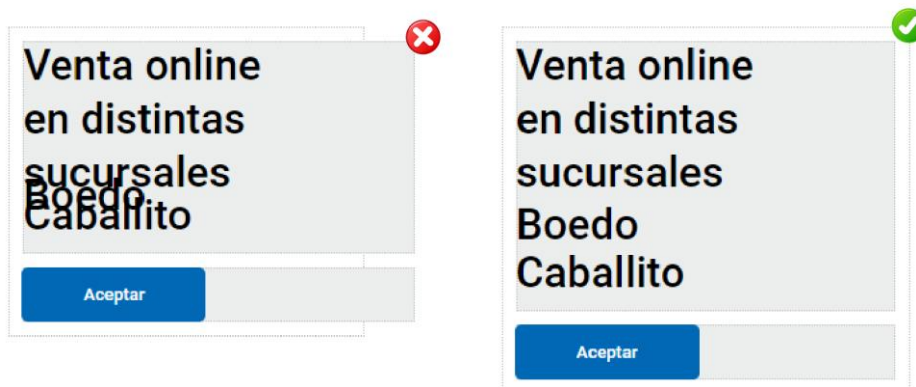 Venta online
en distintas
sucursales
Boedo
Caballito
Aceptar
Venta online
en distintas
sucursales
Boedo
Caballito
Aceptar